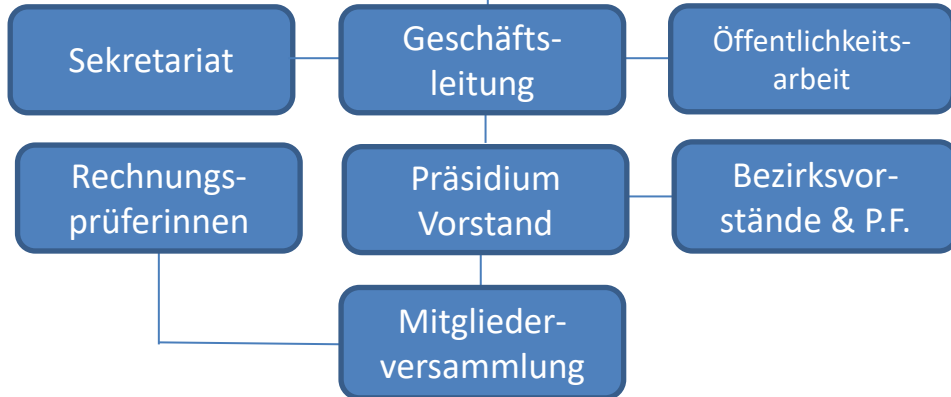 Sekretariat
Geschäfts-
leitung
Öffentlichkeits-
arbeit
Rechnungs-
prüferinnen
Präsidium
Vorstand
Bezirksvor-
stände & P.F.
Mitglieder-
versammlung